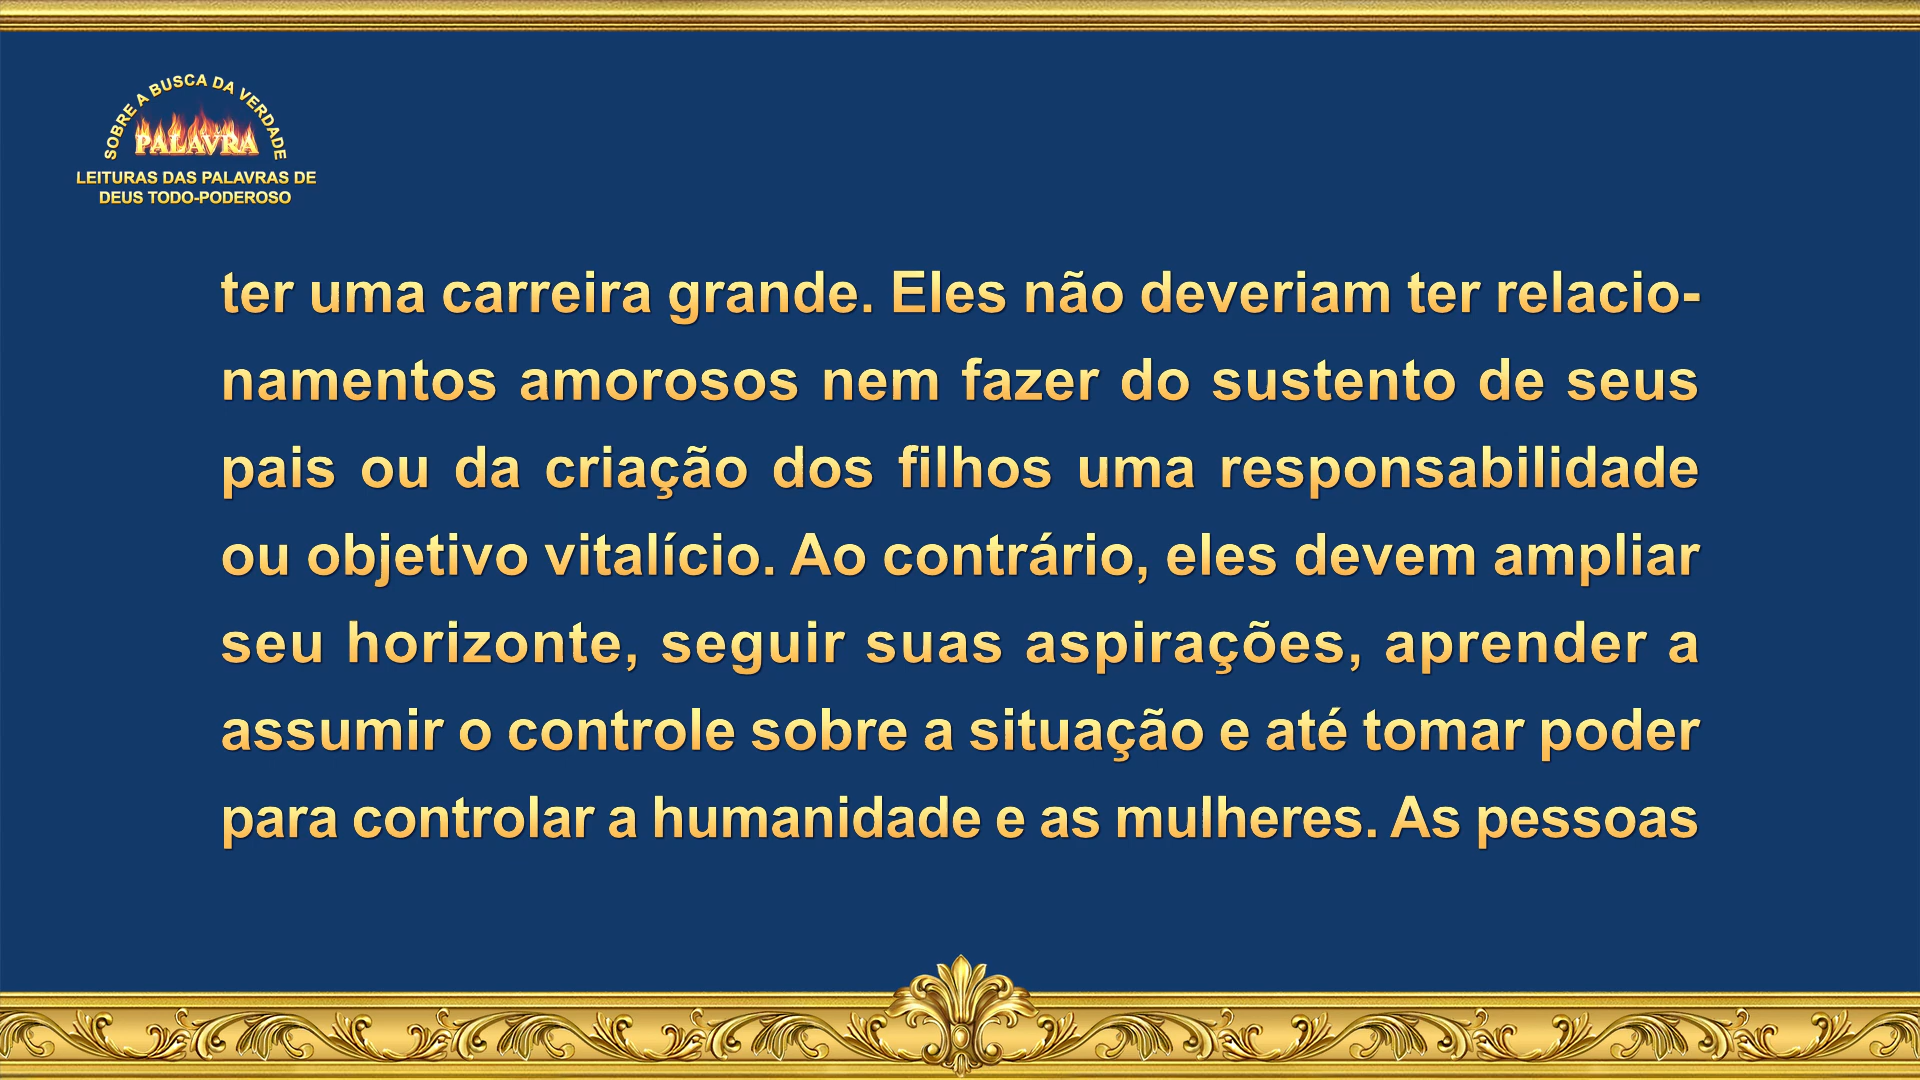 SOBRE A BUSCA DA VERDADE
PALAVRA
LEITURAS DAS PALAVRAS DE
DEUS TODO-PODEROSO
ter uma carreira grande. Eles não deveriam ter relacio-
namentos amorosos nem fazer do sustento de seus
pais ou da criação dos filhos uma responsabilidade
ou objetivo vitalício. Ao contrário, eles devem ampliar
seu horizonte, seguir suas aspirações, aprender a
assumir o controle sobre a situação e até tomar poder
para controlar a humanidade e as mulheres. As pessoas